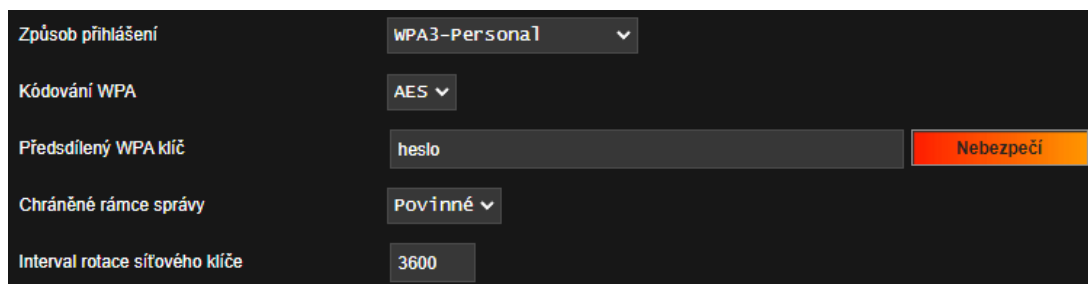 Způsob přihlášení WPA3-Personal
Kódování WPA AES
Předsdílený WPA klíč heslo Nebezpečí
Chráněné rámce správy Povinné
Interval rotace síťového klíče 3600